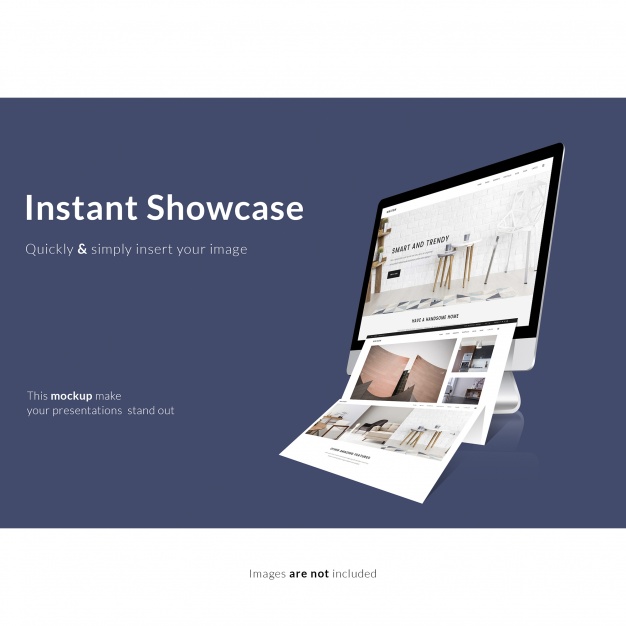 Instant Showcase
Quickly & simply insert your image
This mockup make
your presentations stand out
SMART AND TRENDY
HAVE A HANDSOME HOME
Images are not included